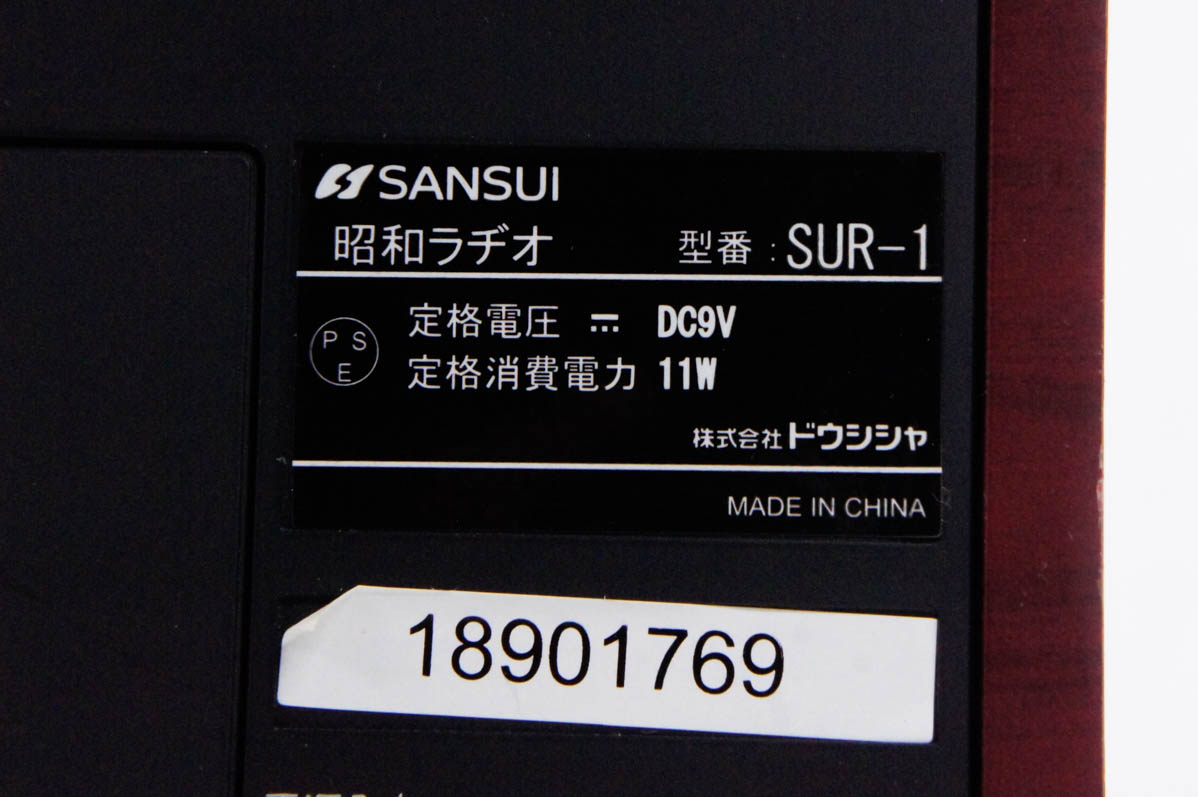 SANSUI
昭和ラヂオ 型番：SUR-1
PSE 定格電圧 ⎓ DC9V
定格消費電力 11W
株式会社ドウシシャ
MADE IN CHINA
18901769